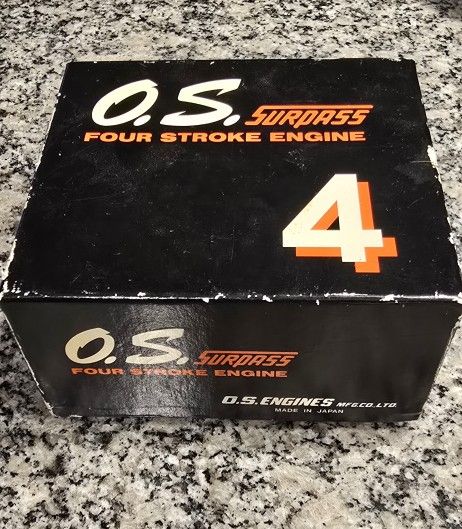 O.S. SURPASS
FOUR STROKE ENGINE
4
O.S. SURPASS
FOUR STROKE ENGINE
O.S. ENGINES MFG.CO.,LTD.
MADE IN JAPAN